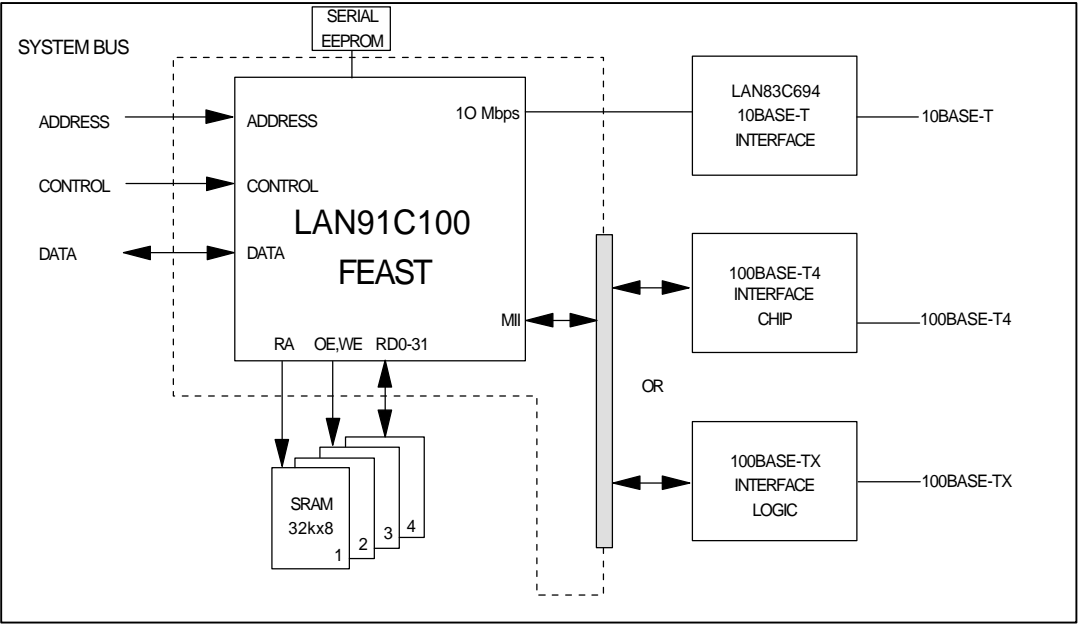 SERIAL
EEPROM
SYSTEM BUS
ADDRESS
CONTROL
DATA
ADDRESS
CONTROL
DATA
10 Mbps
LAN91C100
FEAST
MII
RA
OE,WE
RD0-31
SRAM
32kx8
1
2
3
4
LAN83C694
10BASE-T
INTERFACE
10BASE-T
100BASE-T4
INTERFACE
CHIP
100BASE-T4
OR
100BASE-TX
INTERFACE
LOGIC
100BASE-TX